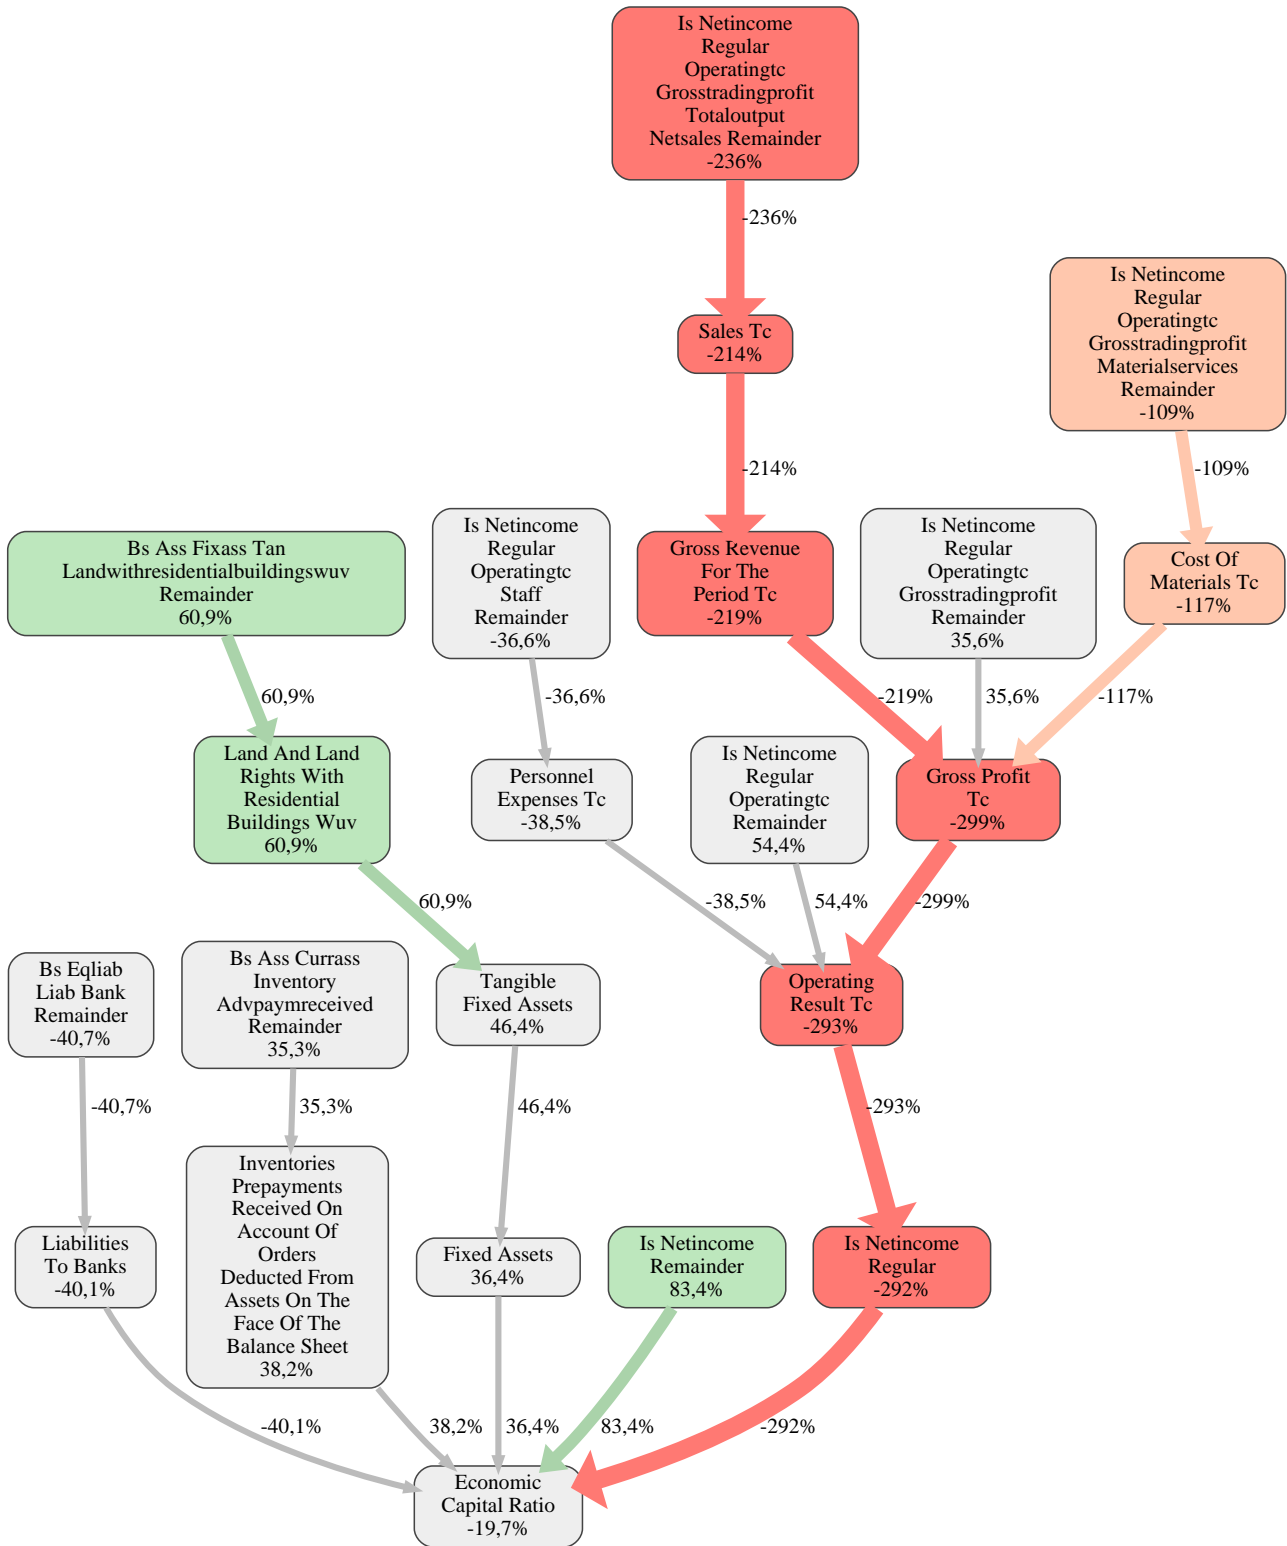 Is Netincome
Regular
Operatingtc
Grosstradingprofit
Totaloutput
Netsales Remainder
-236%
-236%
Is Netincome
Regular
Operatingtc
Grosstradingprofit
Materialservices
Remainder
-109%
Sales Tc
-214%
-214%
-109%
Bs Ass Fixass Tan
Landwithresidentialbuildingswuv
Remainder
60,9%
Is Netincome
Regular
Operatingtc
Staff
Remainder
-36,6%
Gross Revenue
For The
Period Tc
-219%
Is Netincome
Regular
Operatingtc
Grosstradingprofit
Remainder
35,6%
Cost Of
Materials Tc
-117%
60,9%
-36,6%
-219%
35,6%
-117%
Land And Land
Rights With
Residential
Buildings Wuv
60,9%
Personnel
Expenses Tc
-38,5%
Is Netincome
Regular
Operatingtc
Remainder
54,4%
Gross Profit
Tc
-299%
60,9%
-38,5%
54,4%
-299%
Bs Eqliab
Liab Bank
Remainder
-40,7%
Bs Ass Currass
Inventory
Advpaymreceived
Remainder
35,3%
Tangible
Fixed Assets
46,4%
Operating
Result Tc
-293%
-40,7%
35,3%
46,4%
-293%
Liabilities
To Banks
-40,1%
Inventories
Prepayments
Received On
Account Of
Orders
Deducted From
Assets On The
Face Of The
Balance Sheet
38,2%
Fixed Assets
36,4%
Is Netincome
Remainder
83,4%
Is Netincome
Regular
-292%
-40,1%
38,2%
36,4%
83,4%
-292%
Economic
Capital Ratio
-19,7%